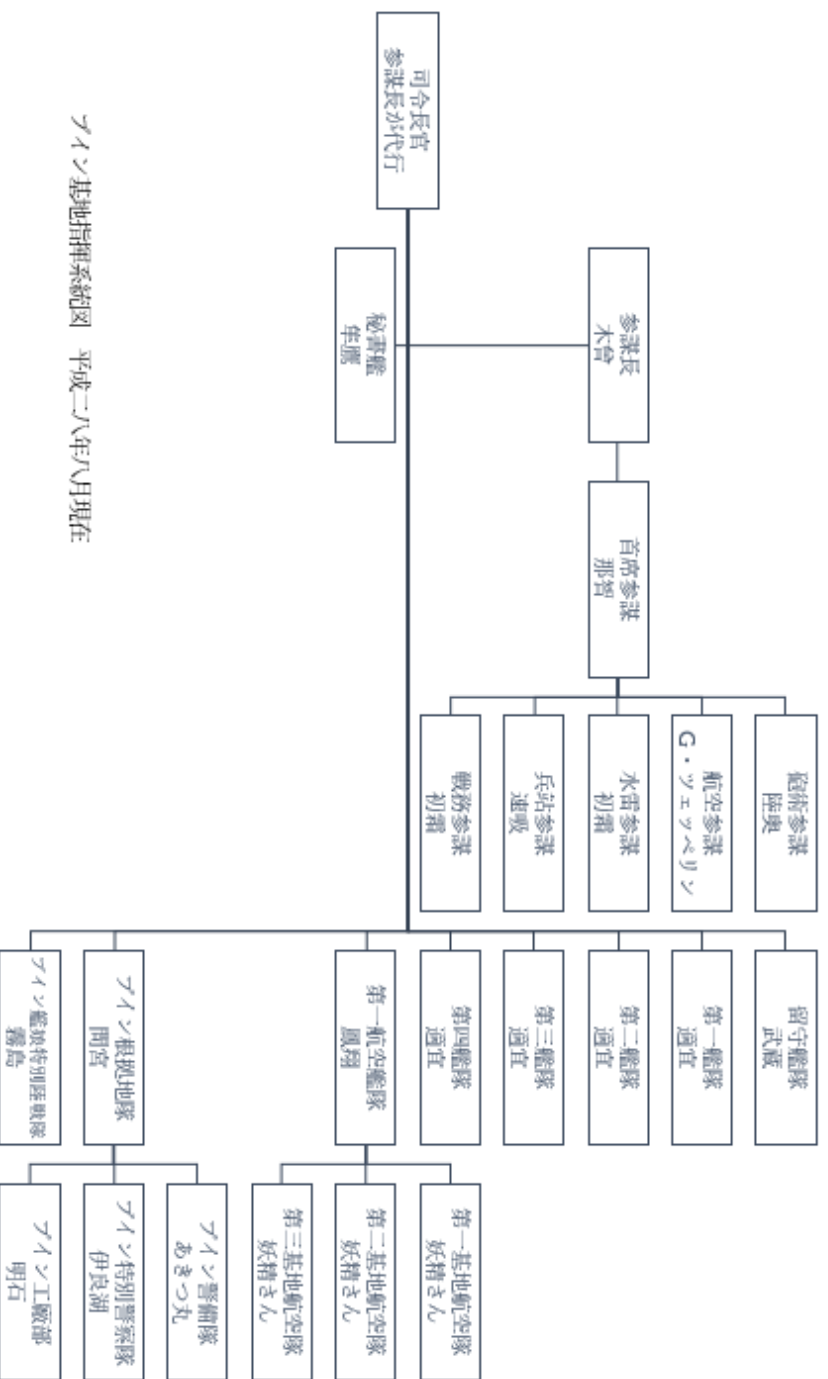 ブイン基地指揮系統図　平成二八年八月現在
司令長官
参謀長が代行
参謀長
木曾
秘書艦
隼鷹
首席参謀
那智
砲術参謀
陸奥
航空参謀
G・ツェッペリン
水雷参謀
初霜
兵站参謀
速吸
戦務参謀
初霜
留守艦隊
武蔵
第一艦隊
適宜
第二艦隊
適宜
第三艦隊
適宜
第四艦隊
適宜
第一航空艦隊
鳳翔
ブイン根拠地隊
間宮
ブイン艦娘特別陸戦隊
霧島
第一基地航空隊
妖精さん
第二基地航空隊
妖精さん
第三基地航空隊
妖精さん
ブイン警備隊
あきつ丸
ブイン特別警察隊
伊良湖
ブイン工廠部
明石